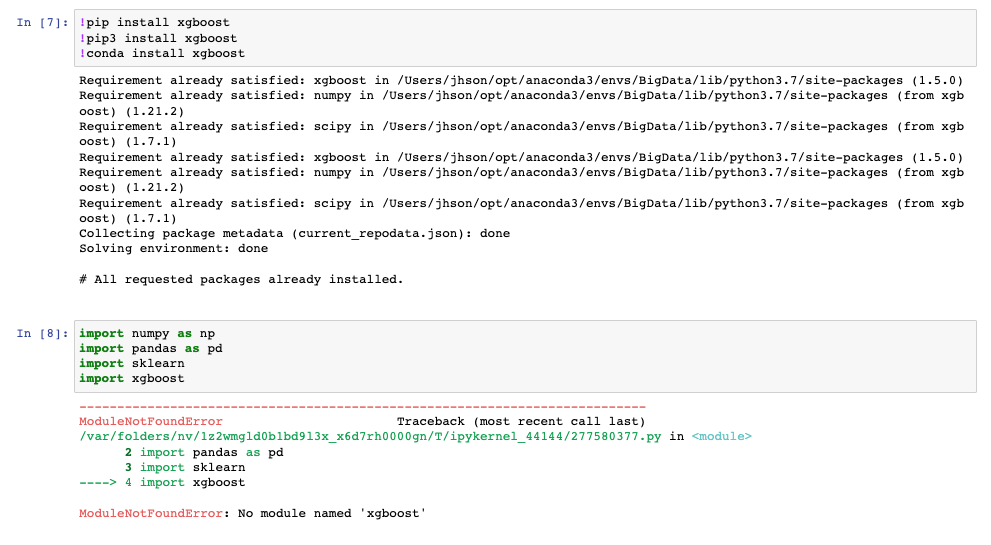 In [7]: !pip install xgboost
!pip3 install xgboost
!conda install xgboost
Requirement already satisfied: xgboost in /Users/jhson/opt/anaconda3/envs/BigData/lib/python3.7/site-packages (1.5.0)
Requirement already satisfied: numpy in /Users/jhson/opt/anaconda3/envs/BigData/lib/python3.7/site-packages (from xgb
oost) (1.21.2)
Requirement already satisfied: scipy in /Users/jhson/opt/anaconda3/envs/BigData/lib/python3.7/site-packages (from xgb
oost) (1.7.1)
Requirement already satisfied: xgboost in /Users/jhson/opt/anaconda3/envs/BigData/lib/python3.7/site-packages (1.5.0)
Requirement already satisfied: numpy in /Users/jhson/opt/anaconda3/envs/BigData/lib/python3.7/site-packages (from xgb
oost) (1.21.2)
Requirement already satisfied: scipy in /Users/jhson/opt/anaconda3/envs/BigData/lib/python3.7/site-packages (from xgb
oost) (1.7.1)
Collecting package metadata (current_repodata.json): done
Solving environment: done
# All requested packages already installed.
In [8]: import numpy as np
import pandas as pd
import sklearn
import xgboost
---------------------------------------------------------------------------
ModuleNotFoundError                       Traceback (most recent call last)
/var/folders/nv/1z2wmgld0b1bd9l3x_x6d7rh0000gn/T/ipykernel_44144/277580377.py in <module>
      2 import pandas as pd
      3 import sklearn
----> 4 import xgboost
ModuleNotFoundError: No module named 'xgboost'